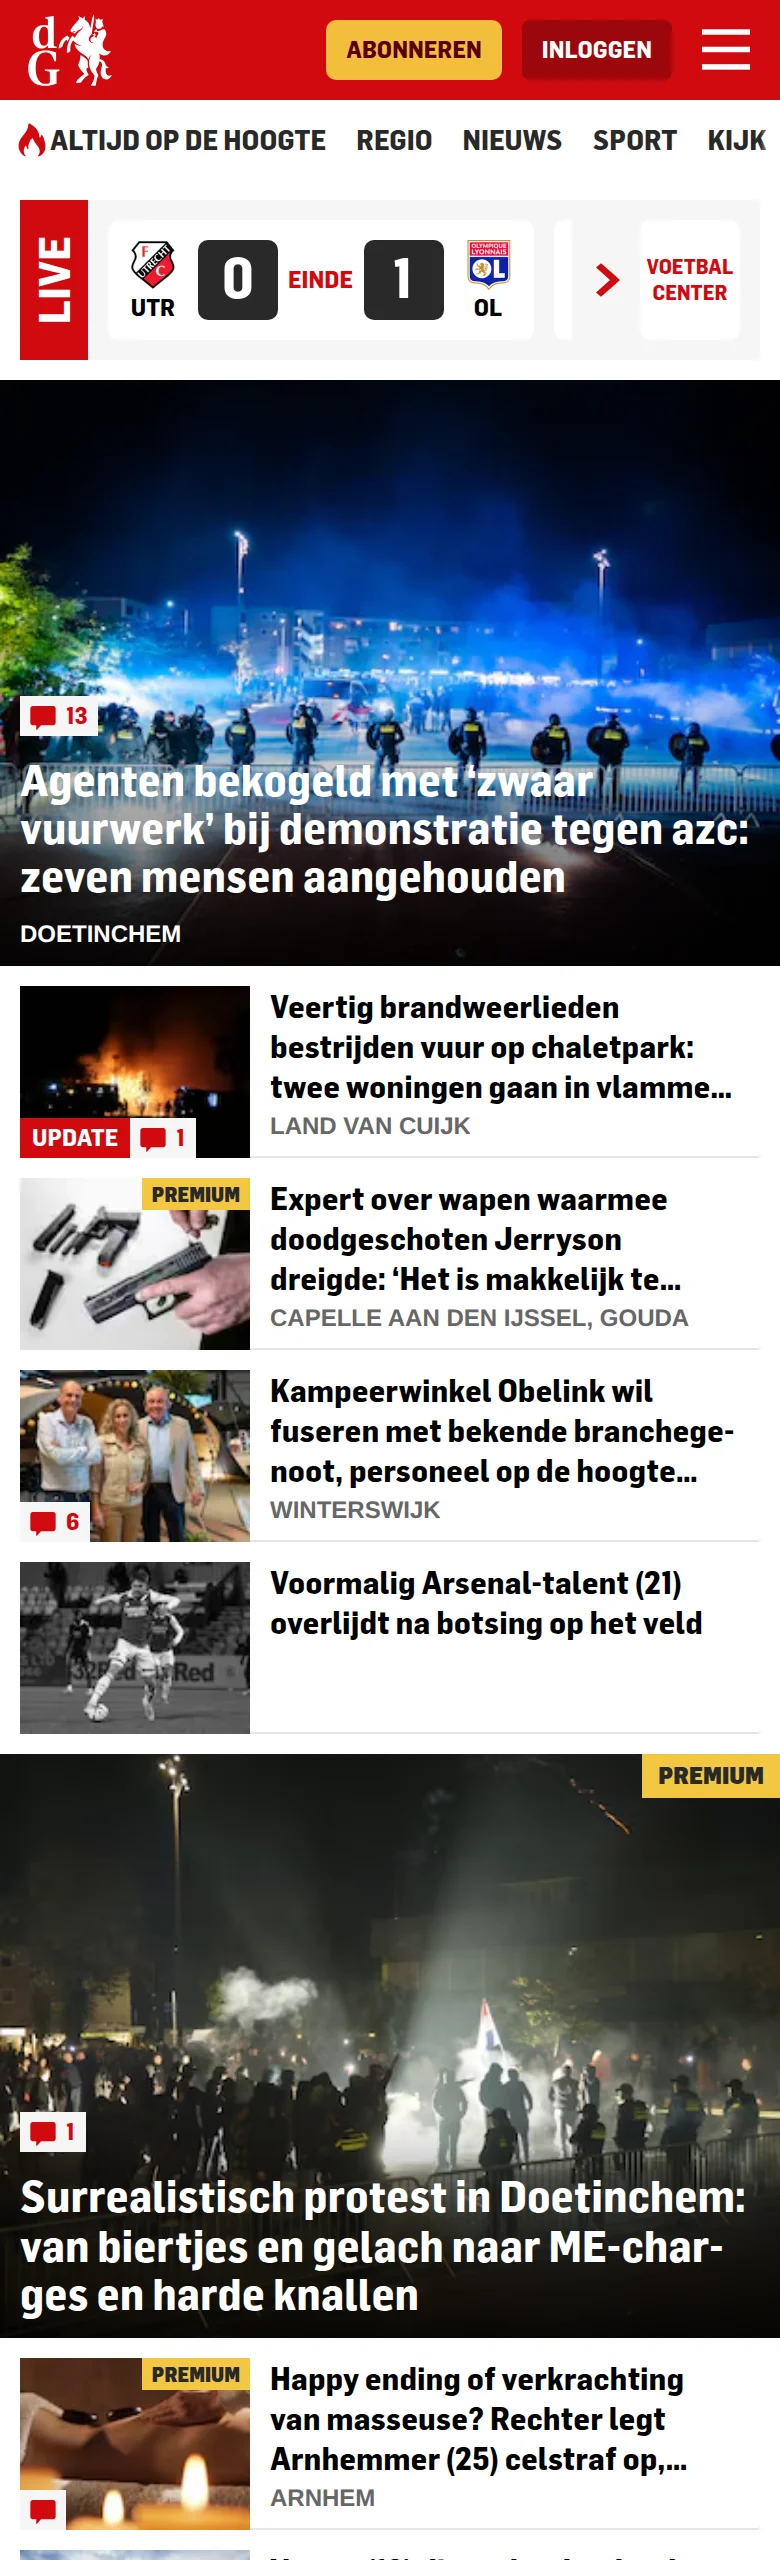 dG
ABONNEREN
INLOGGEN
ALTIJD OP DE HOOGTE
REGIO
NIEUWS
SPORT
KIJK
LIVE
UTR
0
EINDE
1
OL
VOETBAL
CENTER
13
Agenten bekogeld met ‘zwaar
vuurwerk’ bij demonstratie tegen azc:
zeven mensen aangehouden
DOETINCHEM
Veertig brandweerlieden
bestrijden vuur op chaletpark:
twee woningen gaan in vlamme...
UPDATE
1
LAND VAN CUIJK
PREMIUM
Expert over wapen waarmee
doodgeschoten Jerryson
dreigde: ‘Het is makkelijk te...
CAPELLE AAN DEN IJSSEL, GOUDA
Kampeerwinkel Obelink wil
fuseren met bekende branchege-
noot, personeel op de hoogte...
6
WINTERSWIJK
Voormalig Arsenal-talent (21)
overlijdt na botsing op het veld
32Red
Red
PREMIUM
1
Surrealistisch protest in Doetinchem:
van biertjes en gelach naar ME-char-
ges en harde knallen
PREMIUM
Happy ending of verkrachting
van masseuse? Rechter legt
Arnhemmer (25) celstraf op,...
ARNHEM